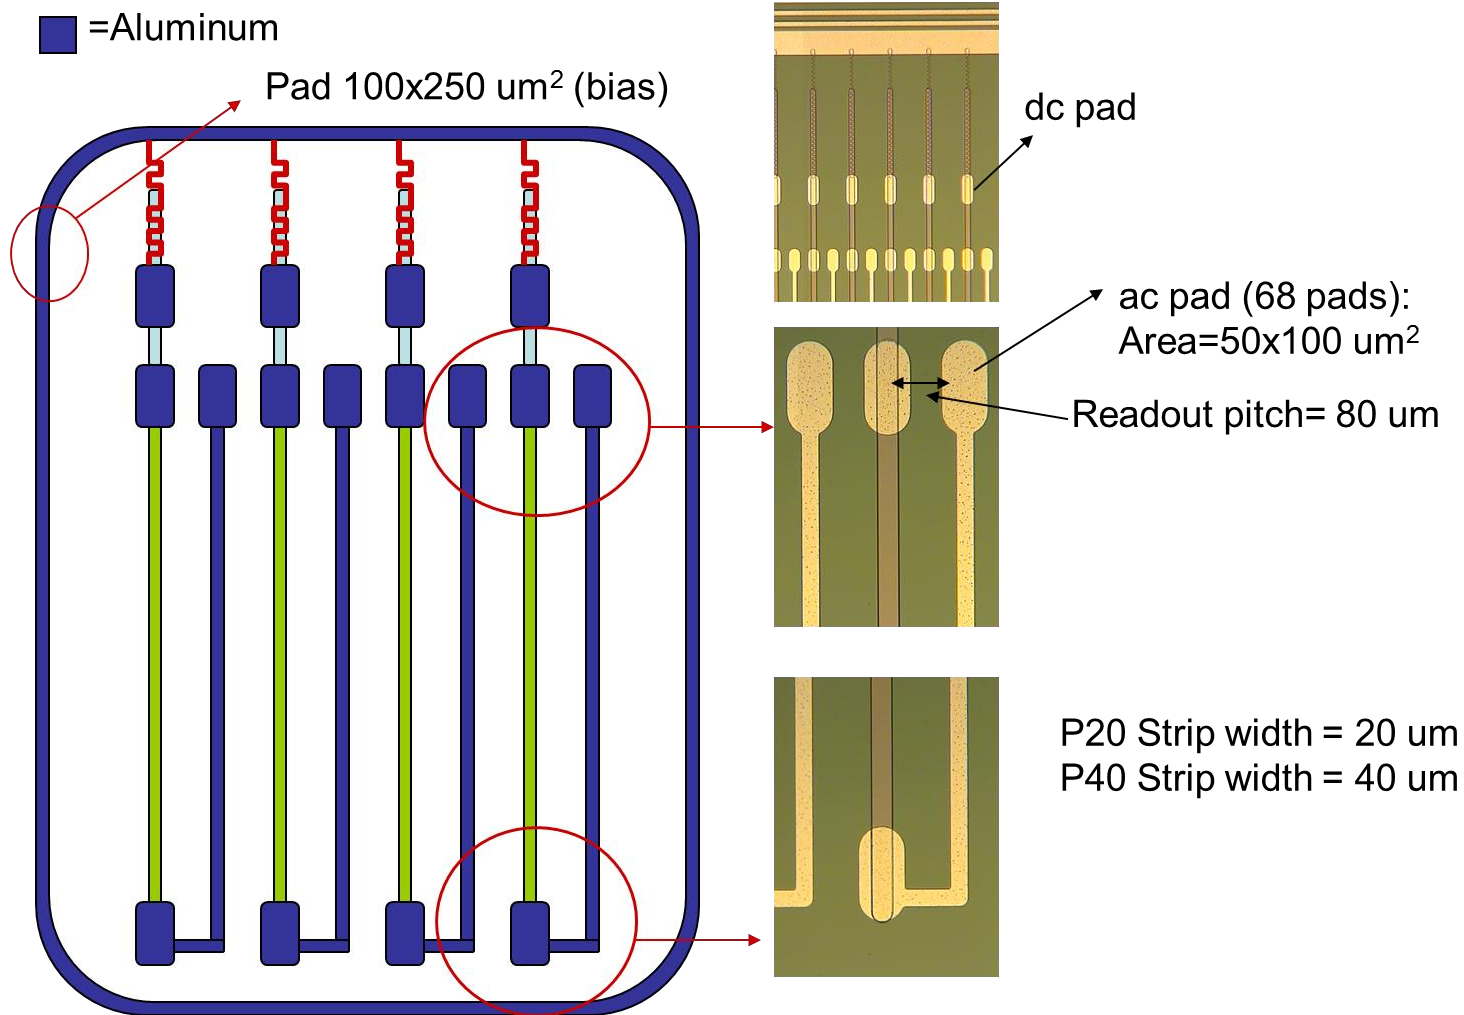 =Aluminum
Pad 100x250 um² (bias)
dc pad
ac pad (68 pads):
Area=50x100 um²
Readout pitch= 80 um
P20 Strip width = 20 um
P40 Strip width = 40 um